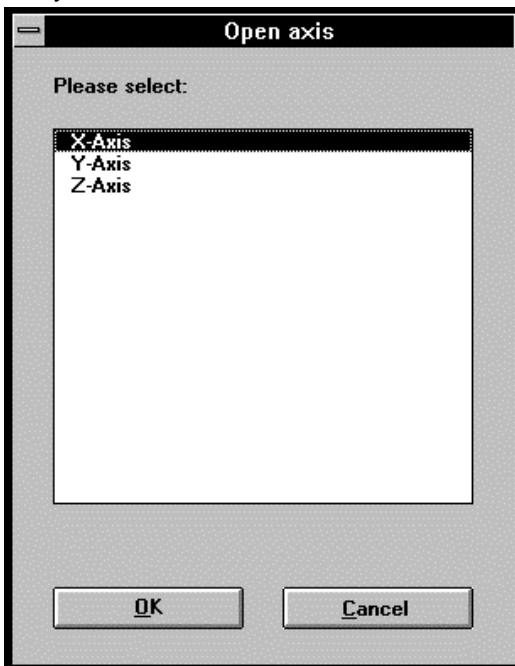 Open axis
Please select:
X-Axis
Y-Axis
Z-Axis
OK
Cancel